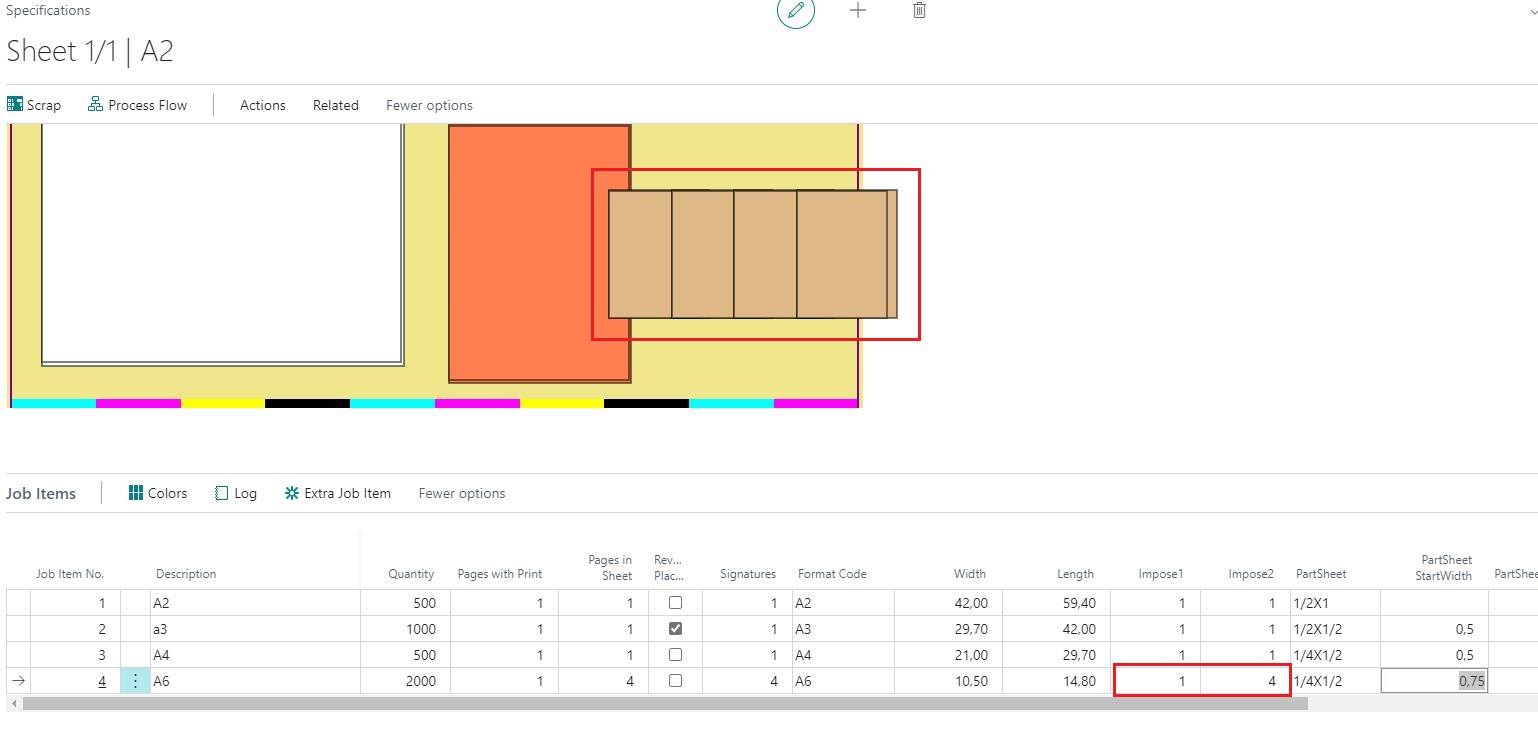 Specifications
Sheet 1/1 | A2
Scrap Process Flow Actions Related Fewer options
Job Items Colors Log Extra Job Item Fewer options
Job Item No. Description Quantity Pages with Print Pages in Sheet Rev... Plac... Signatures Format Code Width Length Impose1 Impose2 PartSheet PartSheet StartWidth PartShee
1 A2 500 1 1 1 A2 42,00 59,40 1 1 1/2X1
2 a3 1000 1 1 1 A3 29,70 42,00 1 1 1/2X1/2 0,5
3 A4 500 1 1 1 A4 21,00 29,70 1 1 1/4X1/2 0,5
4 A6 2000 1 4 4 A6 10,50 14,80 1 4 1/4X1/2 0,75